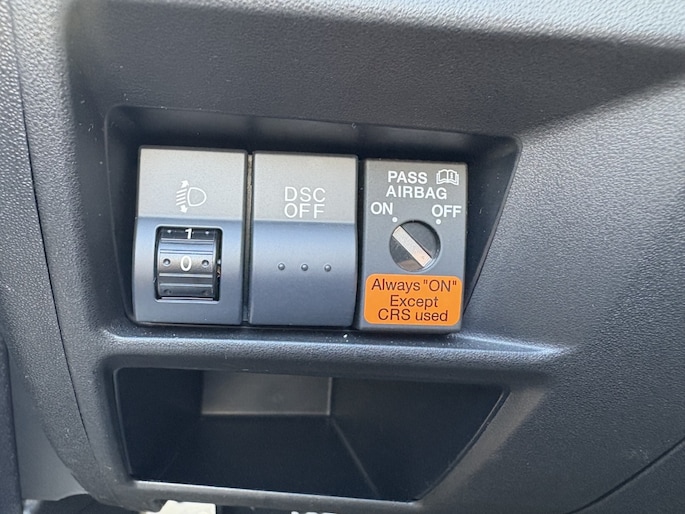 1
0
DSC
OFF
PASS
AIRBAG
ON OFF
Always "ON"
Except
CRS used